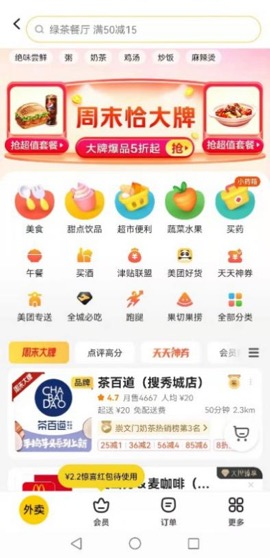 绿茶餐厅 满50减15
绝味尝鲜 粥 奶茶 鸡汤 炒饭 麻辣烫
周末恰大牌
抢超值套餐
大牌爆品5折起 抢
抢超值套餐
小药箱
美食 甜点饮品 超市便利 蔬菜水果 买药
午餐 买酒 津贴联盟 美团好货 天天神券
美团专送 全城必吃 跑腿 果切果捞 全部分类
周末大牌 点评高分 天天神券 会员
周末大牌
品牌 茶百道（搜秀城店）
4.7 月售4667 人均 ¥20
起送 ¥20 免配送费 50分钟 2.3km
崇文门奶茶热销榜第3名
25减1 36减2 56减4 85减6
CHA BAI DAO
茶百道
¥2.2惊喜红包待使用
麦咖啡（
外卖 会员 订单 更多